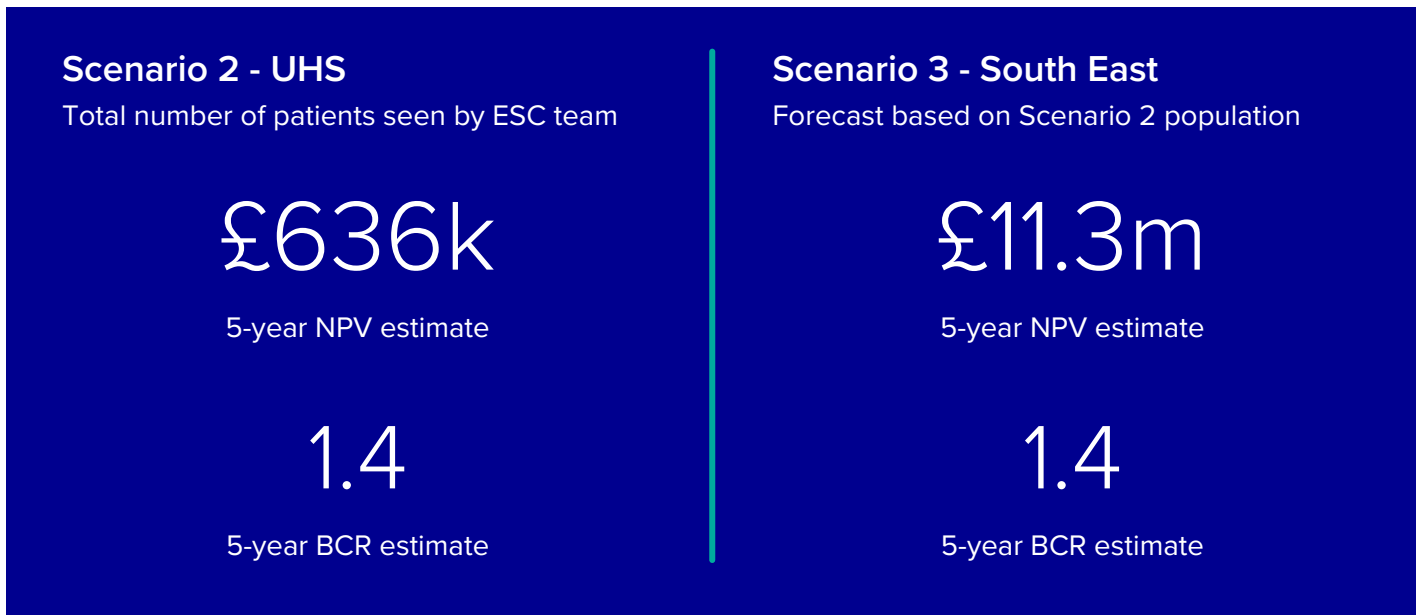 Scenario 2 - UHS
Total number of patients seen by ESC team
£636k
5-year NPV estimate
1.4
5-year BCR estimate
Scenario 3 - South East
Forecast based on Scenario 2 population
£11.3m
5-year NPV estimate
1.4
5-year BCR estimate